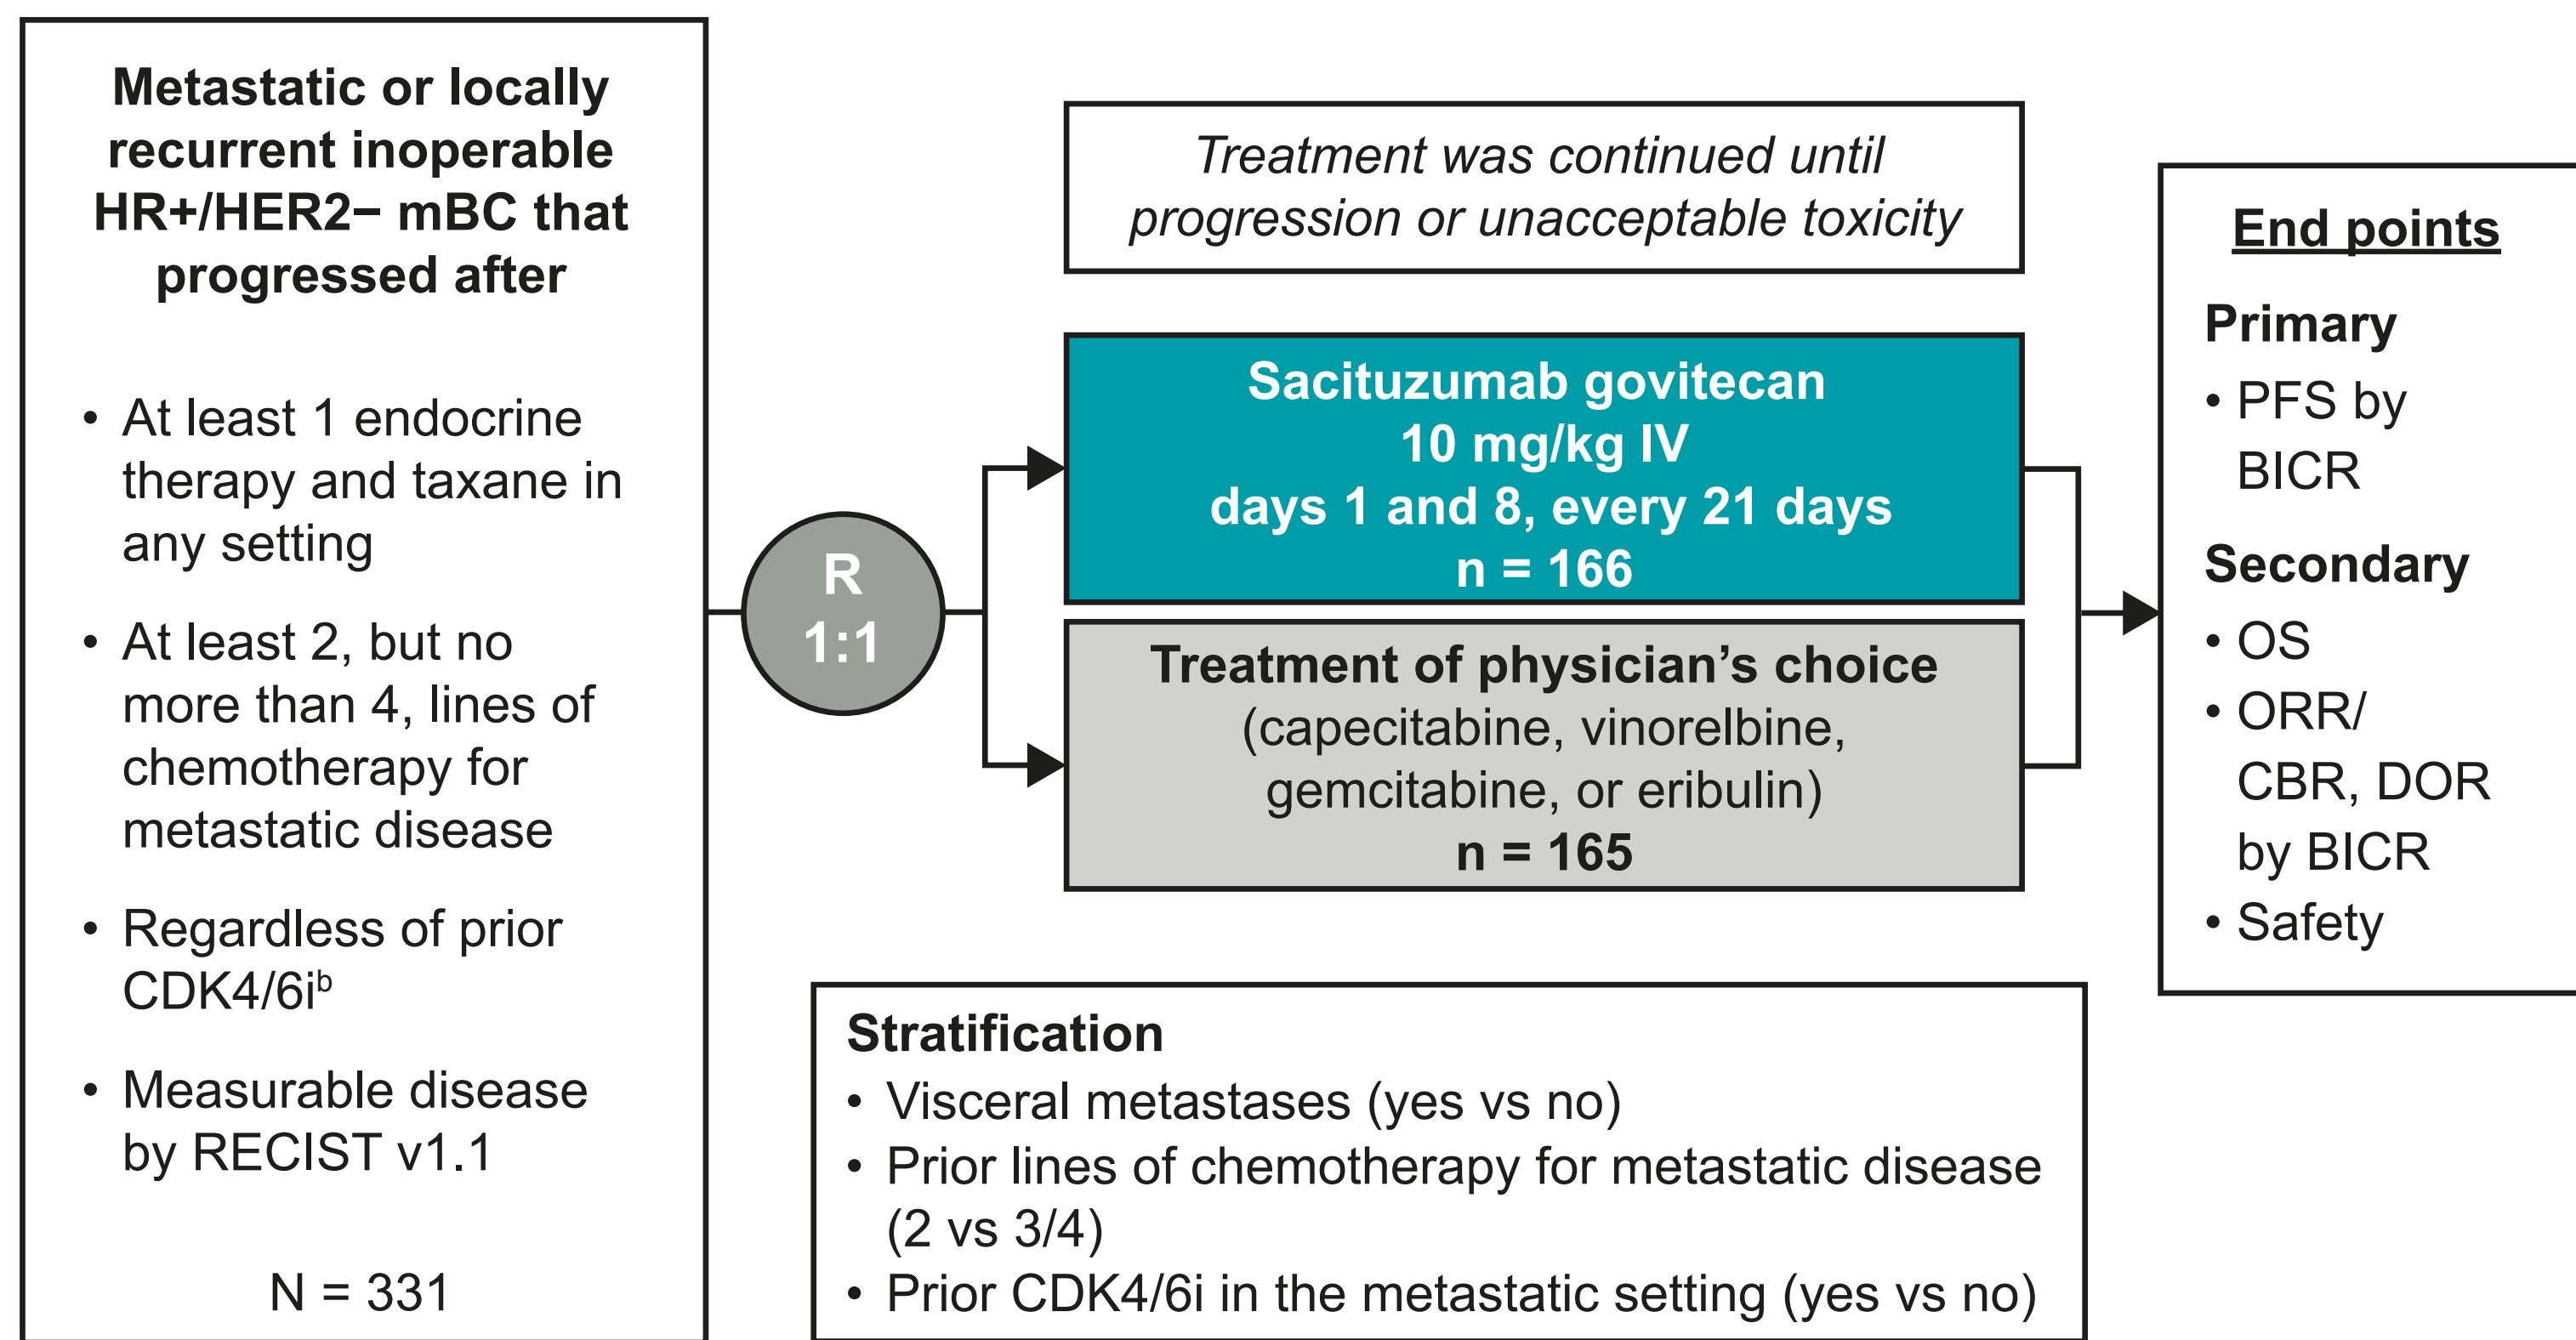 Metastatic or locally
recurrent inoperable
HR+/HER2− mBC that
progressed after
• At least 1 endocrine
therapy and taxane in
any setting
• At least 2, but no
more than 4, lines of
chemotherapy for
metastatic disease
• Regardless of prior
CDK4/6iᵇ
• Measurable disease
by RECIST v1.1
N = 331
R
1:1
Treatment was continued until
progression or unacceptable toxicity
Sacituzumab govitecan
10 mg/kg IV
days 1 and 8, every 21 days
n = 166
Treatment of physician’s choice
(capecitabine, vinorelbine,
gemcitabine, or eribulin)
n = 165
Stratification
• Visceral metastases (yes vs no)
• Prior lines of chemotherapy for metastatic disease
(2 vs 3/4)
• Prior CDK4/6i in the metastatic setting (yes vs no)
End points
Primary
• PFS by
BICR
Secondary
• OS
• ORR/
CBR, DOR
by BICR
• Safety